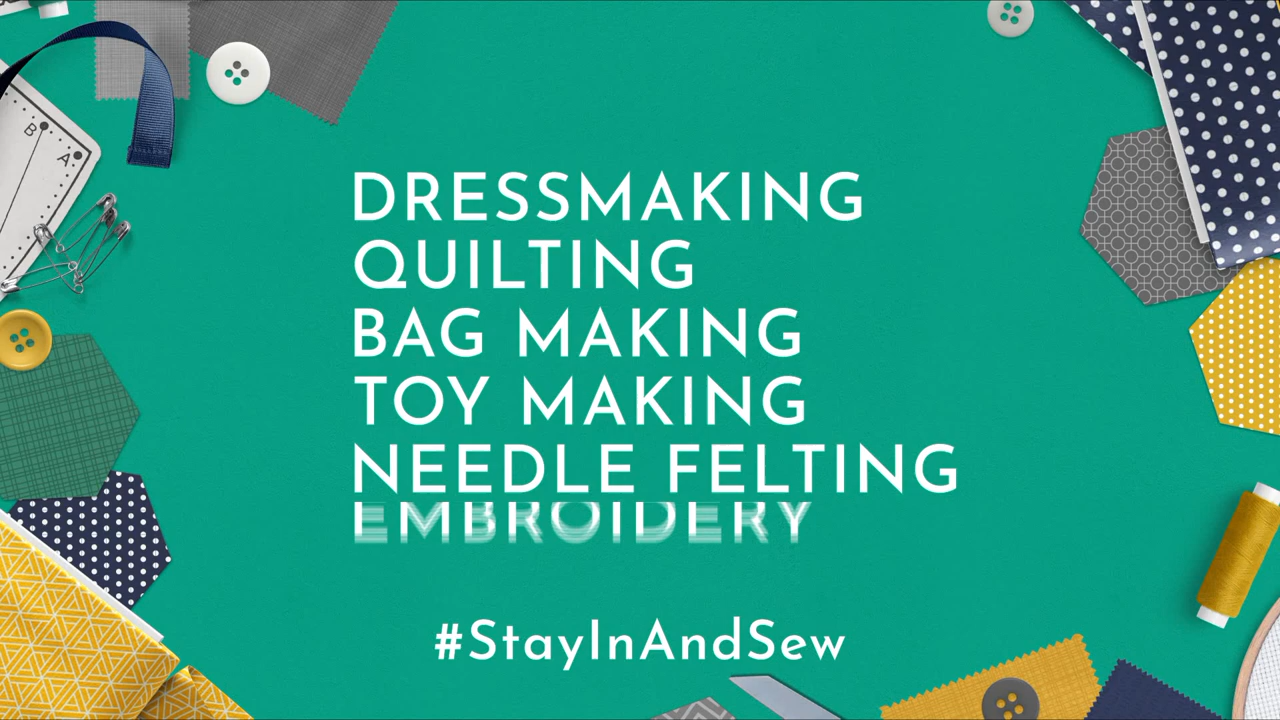 DRESSMAKING
QUILTING
BAG MAKING
TOY MAKING
NEEDLE FELTING
EMBROIDERY
#StayInAndSew
B
A